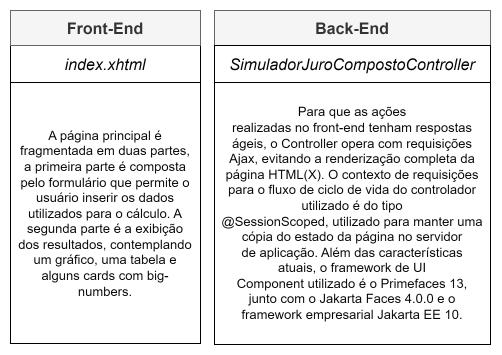 Front-End
index.xhtml
A página principal é
fragmentada em duas partes,
a primeira parte é composta
pelo formulário que permite o
usuário inserir os dados
utilizados para o cálculo. A
segunda parte é a exibição
dos resultados, contemplando
um gráfico, uma tabela e
alguns cards com big-
numbers.
Back-End
SimuladorJuroCompostoController
Para que as ações
realizadas no front-end tenham respostas
ágeis, o Controller opera com requisições
Ajax, evitando a renderização completa da
página HTML(X). O contexto de requisições
para o fluxo de ciclo de vida do controlador
utilizado é do tipo
@SessionScoped, utilizado para manter uma
cópia do estado da página no servidor
de aplicação. Além das características
atuais, o framework de UI
Component utilizado é o Primefaces 13,
junto com o Jakarta Faces 4.0.0 e o
framework empresarial Jakarta EE 10.